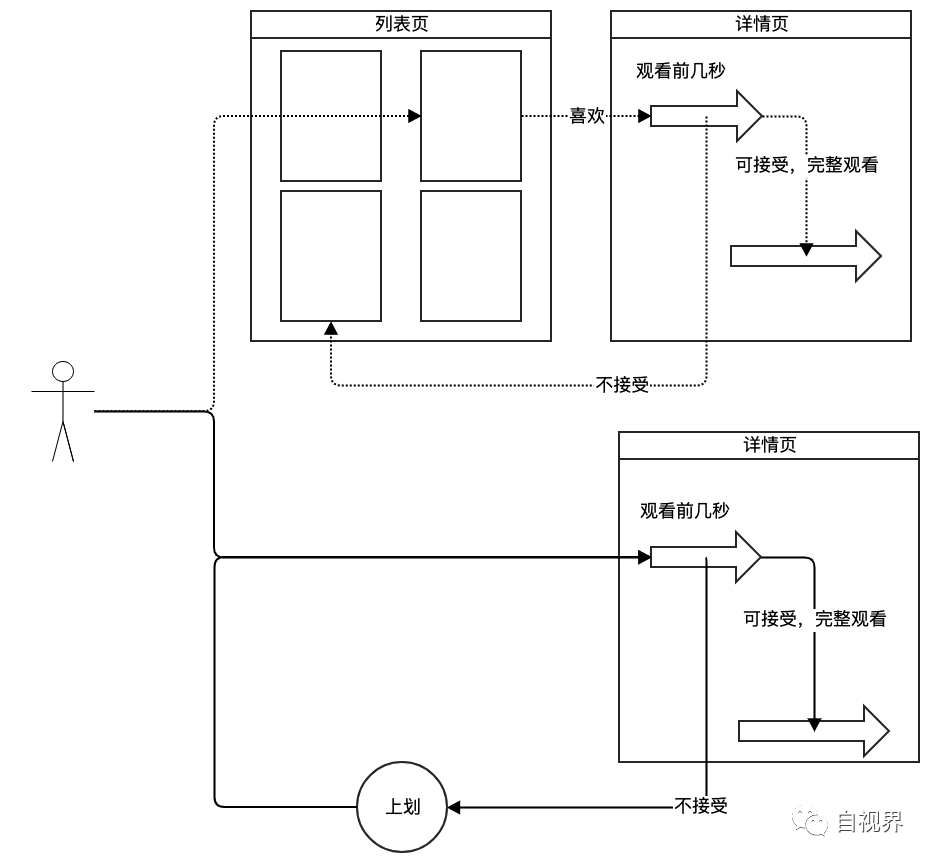 列表页
详情页
观看前几秒
喜欢
可接受，完整观看
不接受
详情页
观看前几秒
可接受，完整观看
不接受
上划
自视界